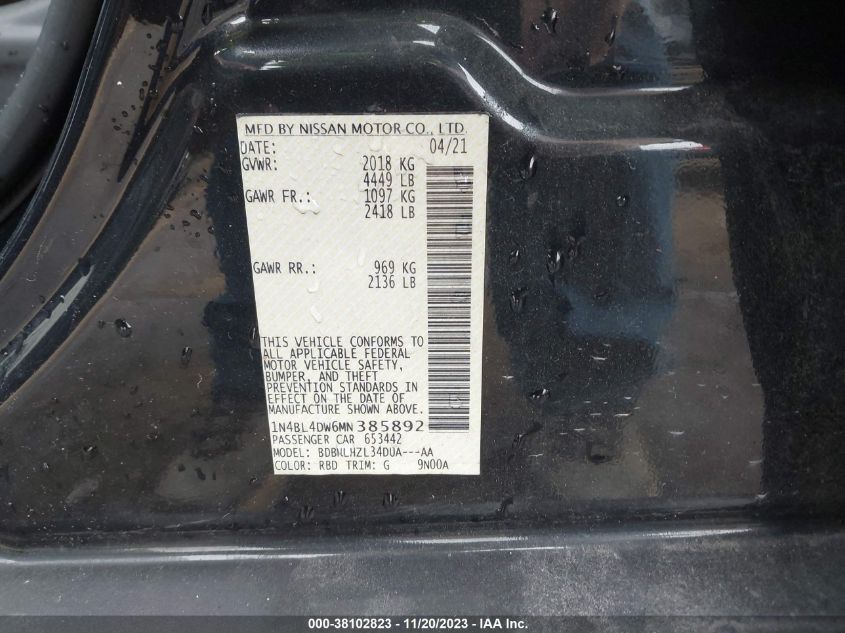 MFD BY NISSAN MOTOR CO., LTD.
DATE: 04/21
GVWR: 2018 KG
4449 LB
GAWR FR.: 1097 KG
2418 LB
GAWR RR.: 969 KG
2136 LB
THIS VEHICLE CONFORMS TO
ALL APPLICABLE FEDERAL
MOTOR VEHICLE SAFETY,
BUMPER, AND THEFT
PREVENTION STANDARDS IN
EFFECT ON THE DATE OF
MANUFACTURE SHOWN ABOVE.
1N4BL4DW6MN385892
PASSENGER CAR 653442
MODEL: BDBNLHZL34DUA---AA
COLOR: RBD TRIM: G 9N00A
000-38102823 - 11/20/2023 - IAA Inc.